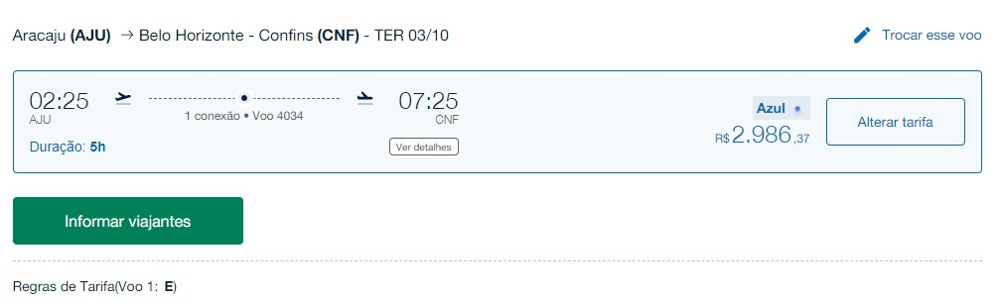 Aracaju (AJU) → Belo Horizonte - Confins (CNF) - TER 03/10
Trocar esse voo
02:25
07:25
AJU
1 conexão • Voo 4034
CNF
Duração: 5h
Ver detalhes
Azul
R$2.986,37
Alterar tarifa
Informar viajantes
Regras de Tarifa(Voo 1: E)